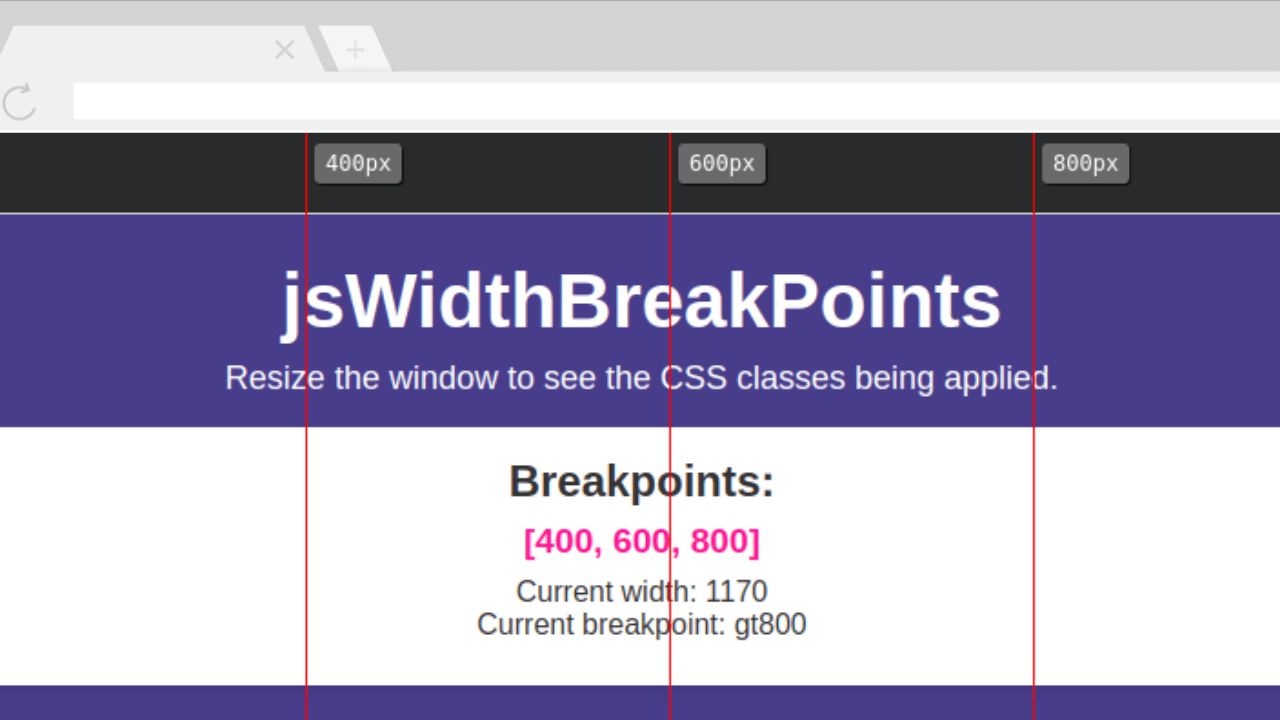 400px 600px 800px
jsWidthBreakPoints
Resize the window to see the CSS classes being applied.
Breakpoints:
[400, 600, 800]
Current width: 1170
Current breakpoint: gt800